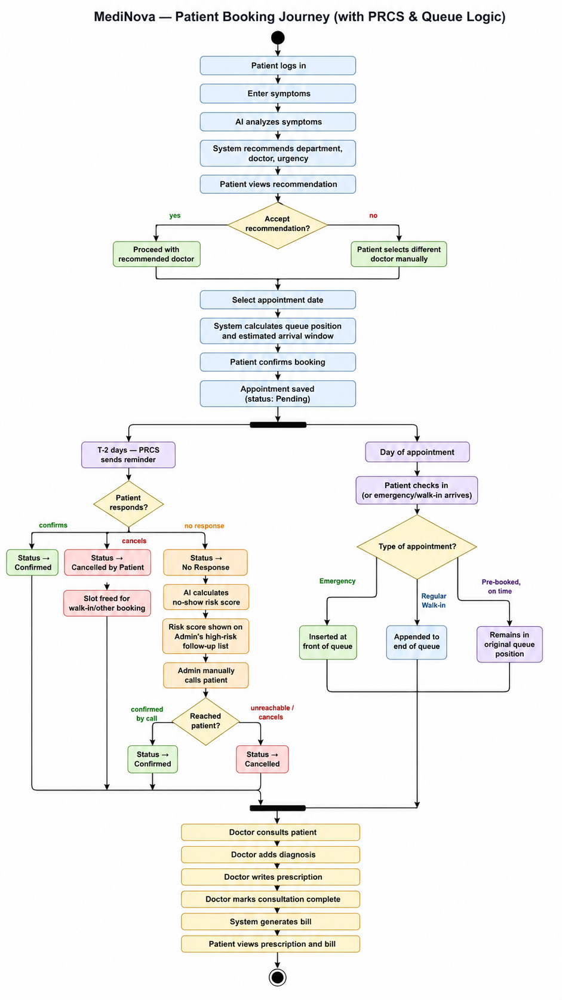 MediNova — Patient Booking Journey (with PRCS & Queue Logic)
Patient logs in
Enter symptoms
AI analyzes symptoms
System recommends department,
doctor, urgency
Patient views recommendation
Accept
recommendation?
yes
no
Proceed with
recommended doctor
Patient selects different
doctor manually
Select appointment date
System calculates queue position
and estimated arrival window
Patient confirms booking
Appointment saved
(status: Pending)
T-2 days — PRCS
sends reminder
Patient
responds?
confirms
cancels
no response
Status →
Confirmed
Status →
Cancelled by Patient
Slot freed for
walk-in/other booking
Status →
No Response
AI calculates
no-show risk score
Risk score shown on
Admin's high-risk
follow-up list
Admin manually
calls patient
Reached
patient?
confirmed
by call
unreachable /
cancels
Status →
Confirmed
Status →
Cancelled
Day of appointment
Patient checks in
(or emergency/walk-in arrives)
Type of appointment?
Emergency
Regular
Walk-in
Pre-booked,
on time
Inserted at
front of queue
Appended to
end of queue
Remains in
original queue
position
Doctor consults patient
Doctor adds diagnosis
Doctor writes prescription
Doctor marks consultation complete
System generates bill
Patient views prescription and bill